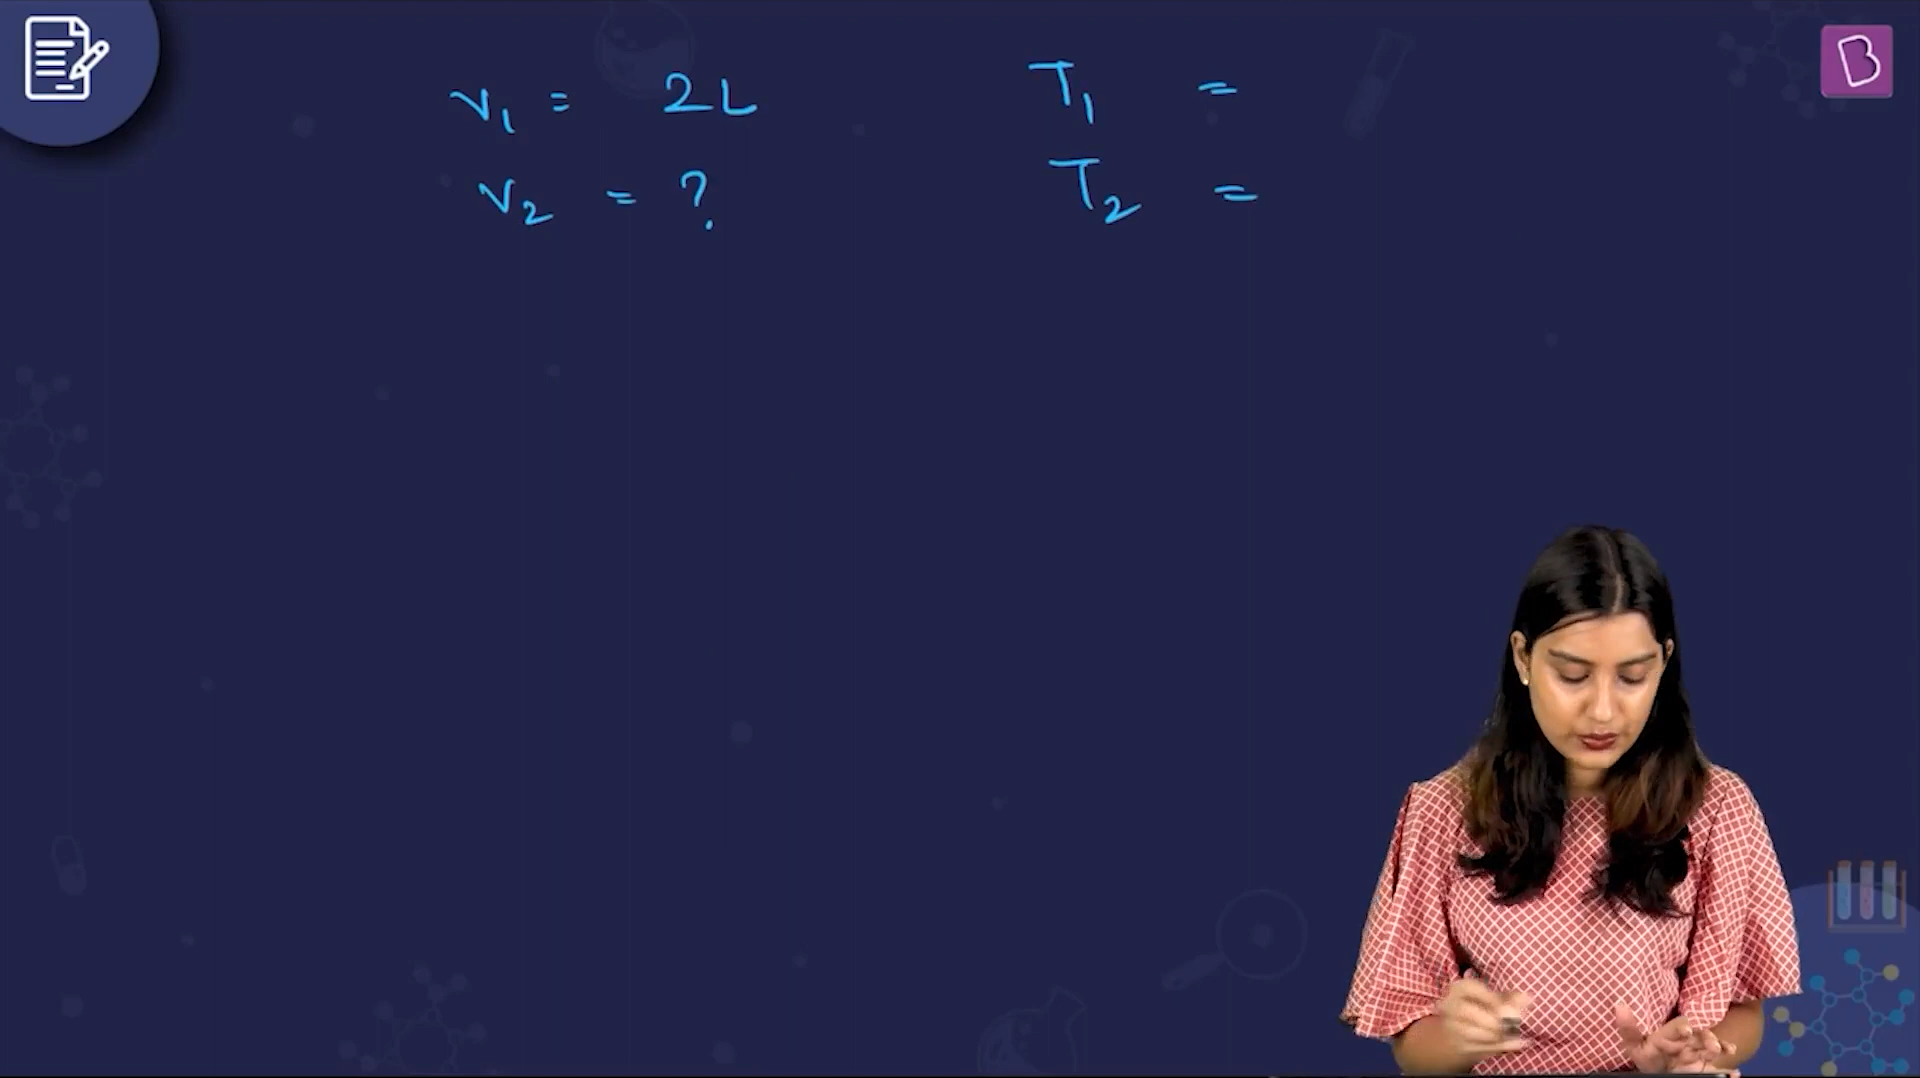 V₁ = 2L T₁ =
V₂ = ? T₂ =
B